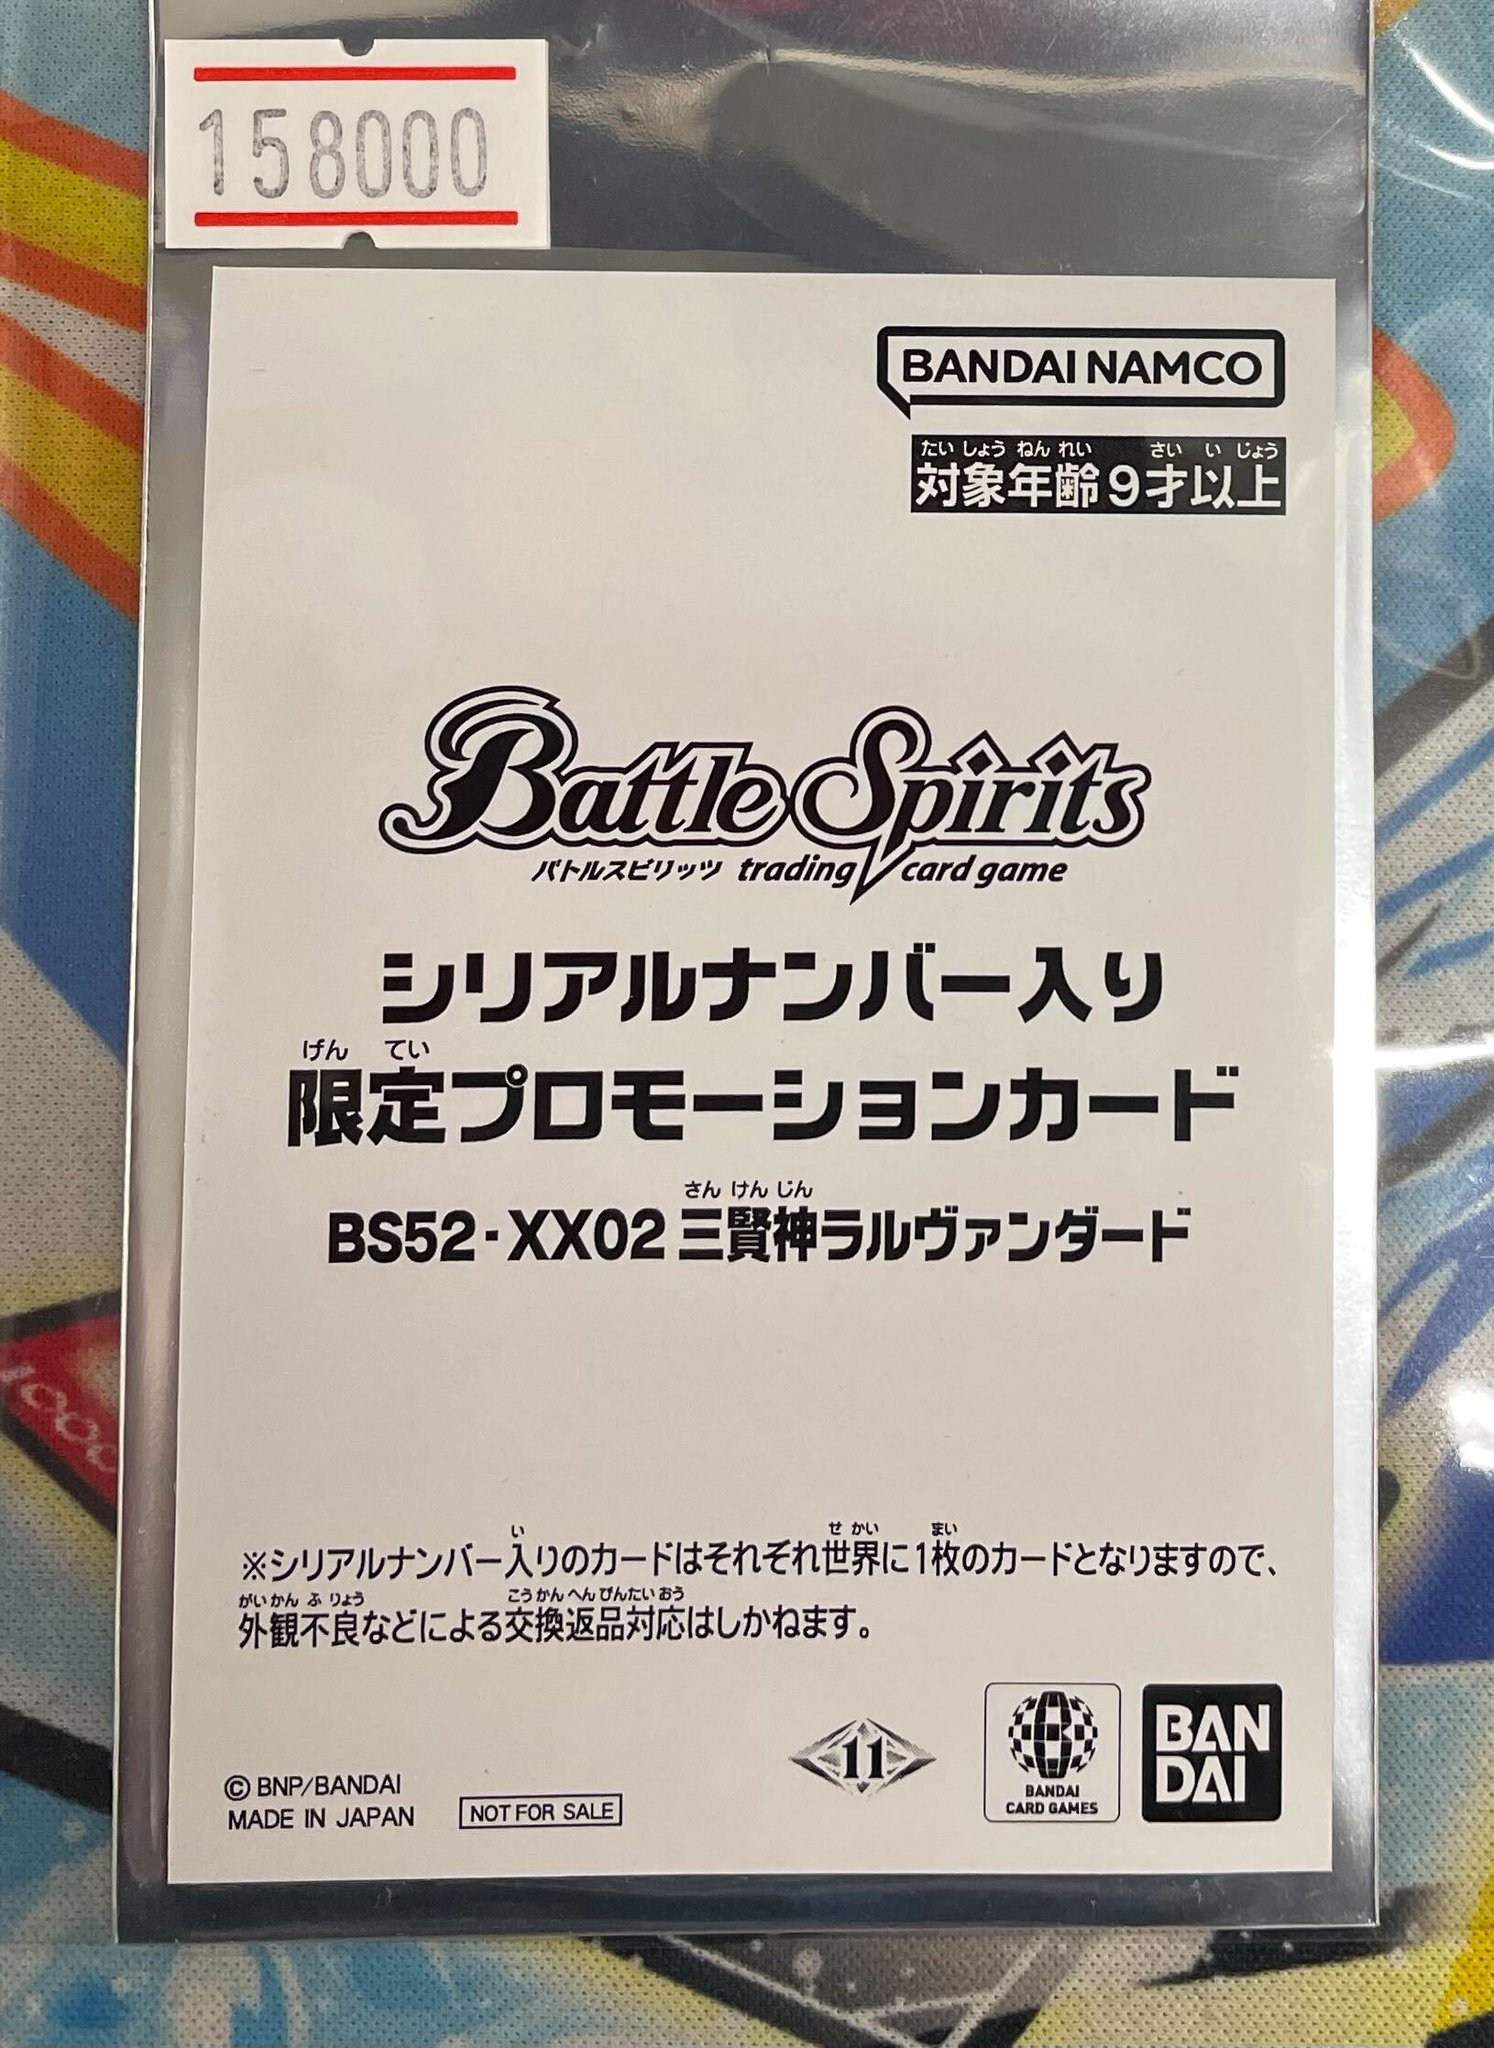 158000
BANDAI NAMCO
たいしょうねんれい さいいじょう
対象年齢9才以上
Battle Spirits
バトルスピリッツ trading card game
シリアルナンバー入り
げんてい
限定プロモーションカード
さんけんじん
BS52-XX02 三賢神ラルヴァンダード
い せかい まい
※シリアルナンバー入りのカードはそれぞれ世界に1枚のカードとなりますので、
がいかんふりょう こうかんへんぴんたいおう
外観不良などによる交換返品対応はしかねます。
© BNP/BANDAI
MADE IN JAPAN
NOT FOR SALE
11
BANDAI
CARD GAMES
BAN
DAI
1000